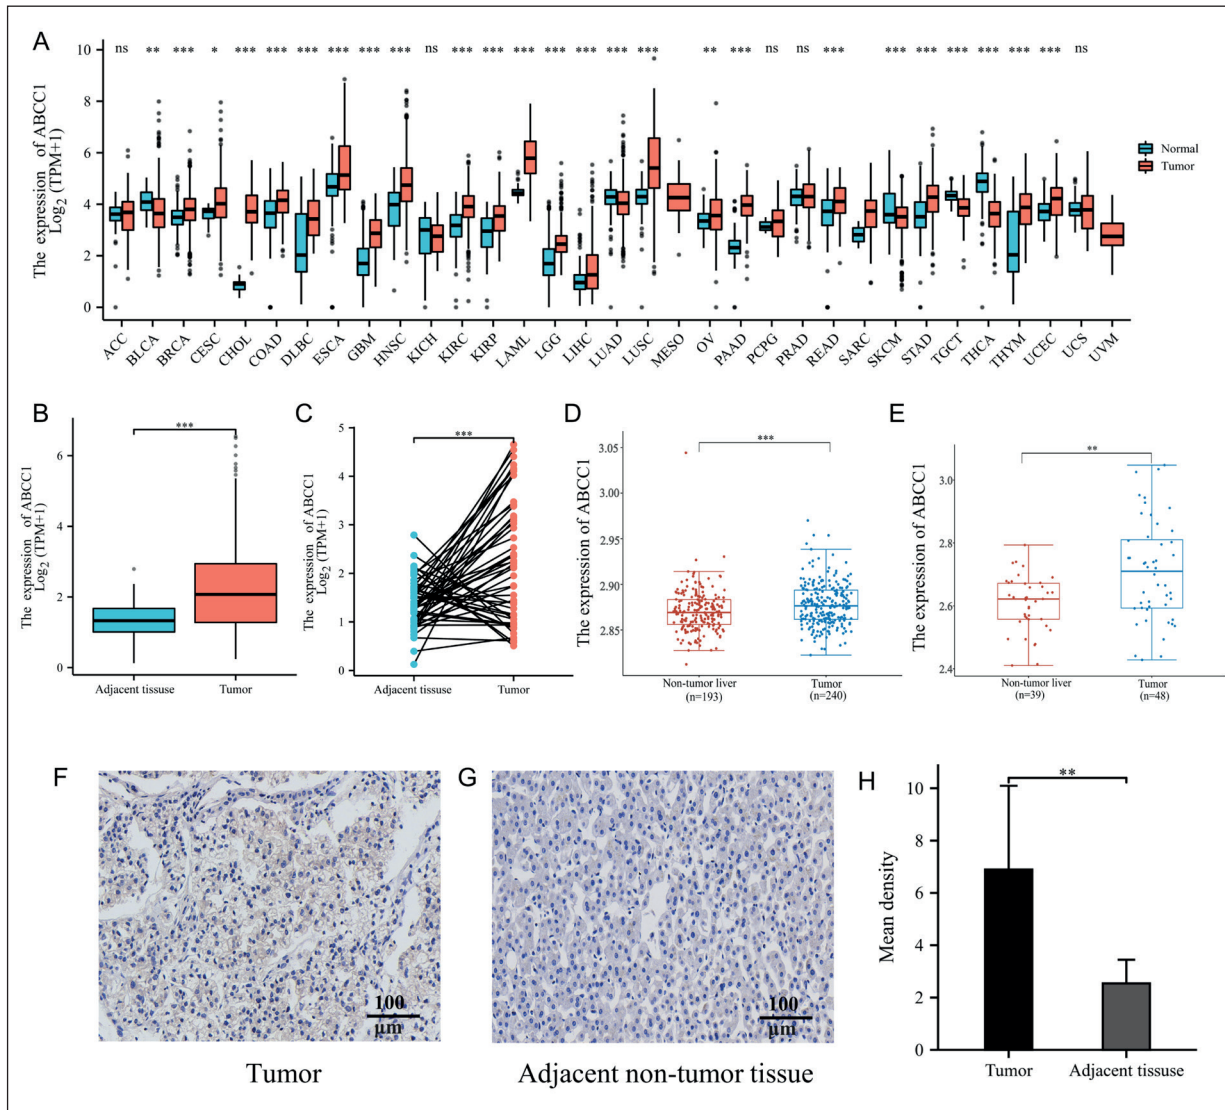 A
The expression of ABCC1
Log2 (TPM+1)
10
8
6
4
2
0
ns ** *** * *** *** *** *** *** *** ns *** *** *** *** *** *** *** ** *** ns ns *** *** *** *** *** *** *** ns
ACC BLCA BRCA CESC CHOL COAD DLBC ESCA GBM HNSC KICH KIRC KIRP LAML LGG LIHC LUAD LUSC MESO OV PAAD PCPG PRAD READ SARC SKCM STAD TGCT THCA THYM UCEC UCS UVM
Normal
Tumor
B
The expression of ABCC1
Log2 (TPM+1)
6
4
2
0
***
Adjacent tissuse Tumor
C
The expression of ABCC1
Log2 (TPM+1)
5
4
3
2
1
0
***
Adjacent tissuse Tumor
D
The expression of ABCC1
3.05
3.00
2.95
2.90
2.85
***
Non-tumor liver Tumor
(n=193) (n=240)
E
The expression of ABCC1
3.0
2.8
2.6
2.4
**
Non-tumor liver Tumor
(n=39) (n=48)
F
100
µm
Tumor
G
100
µm
Adjacent non-tumor tissue
H
Mean density
10
8
6
4
2
0
**
Tumor Adjacent tissuse